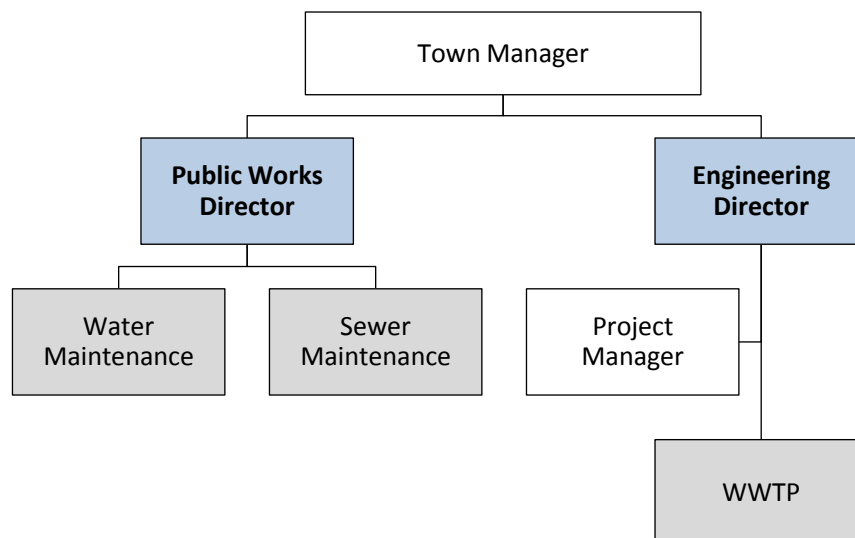 Town Manager
Public Works
Director
Engineering
Director
Water
Maintenance
Sewer
Maintenance
Project
Manager
WWTP